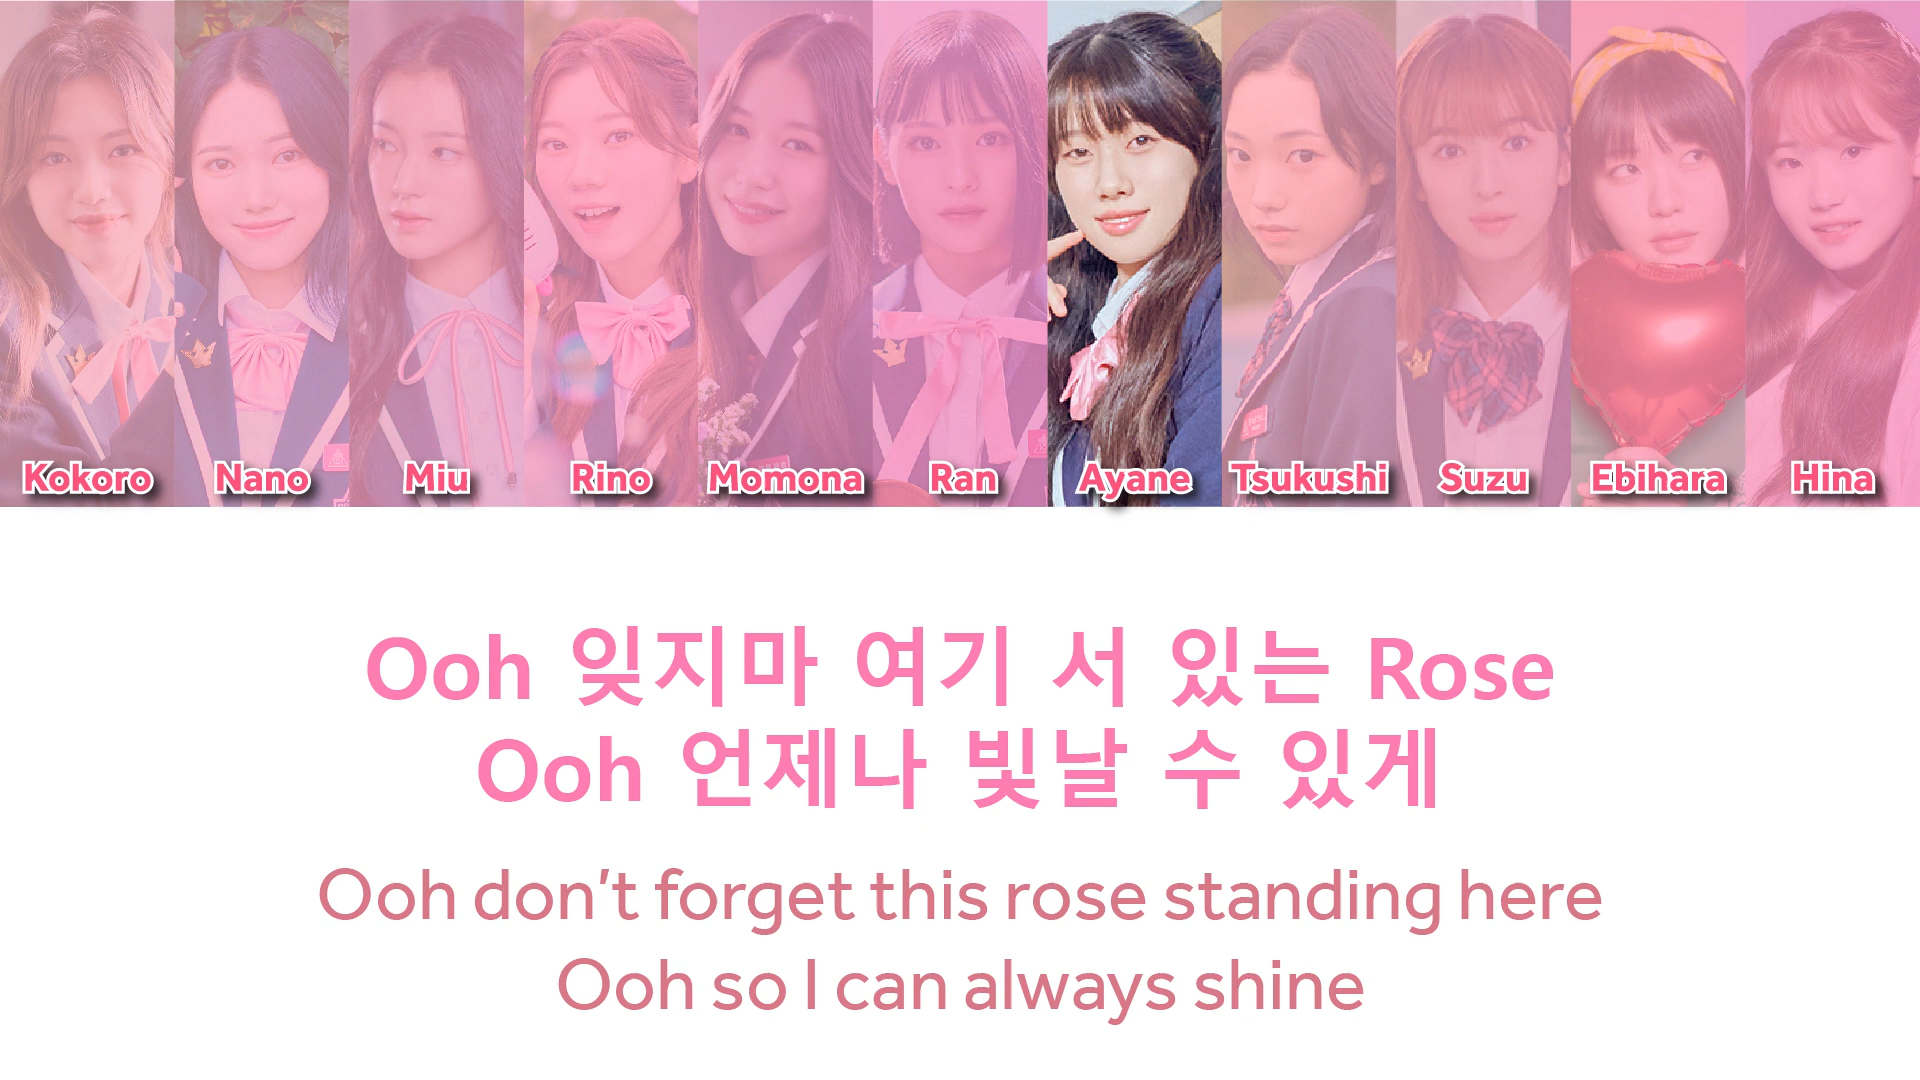 Kokoro Nano Miu Rino Momona Ran Ayane Tsukushi Suzu Ebihara Hina
Ooh 잊지마 여기 서 있는 Rose
Ooh 언제나 빛날 수 있게
Ooh don't forget this rose standing here
Ooh so I can always shine